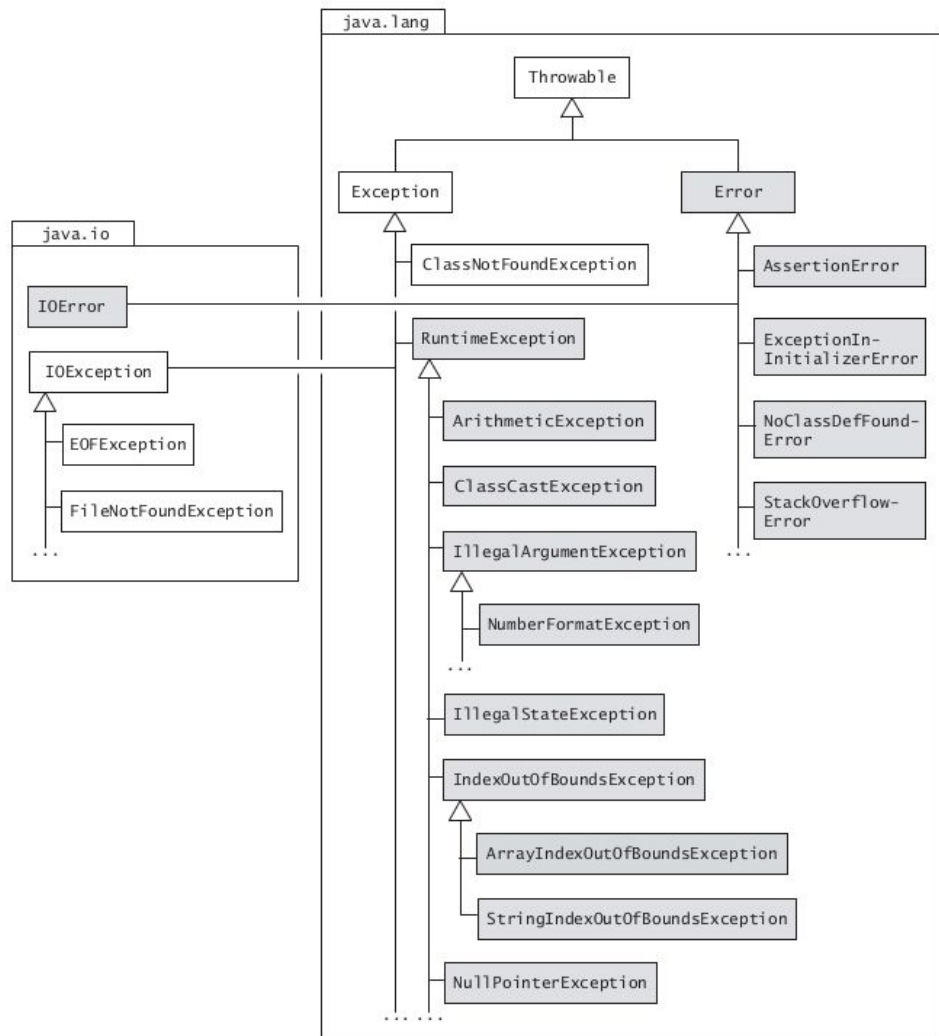 java.lang
Throwable
Exception
Error
java.io
ClassNotFoundException
AssertionError
IOError
RuntimeException
ExceptionIn-
InitializerError
IOException
ArithmeticException
NoClassDefFound-
Error
EOFException
ClassCastException
StackOverflow-
Error
FileNotFoundException
...
IllegalArgumentException
...
NumberFormatException
...
IllegalStateException
IndexOutOfBoundsException
ArrayIndexOutOfBoundsException
StringIndexOutOfBoundsException
NullPointerException
... ...